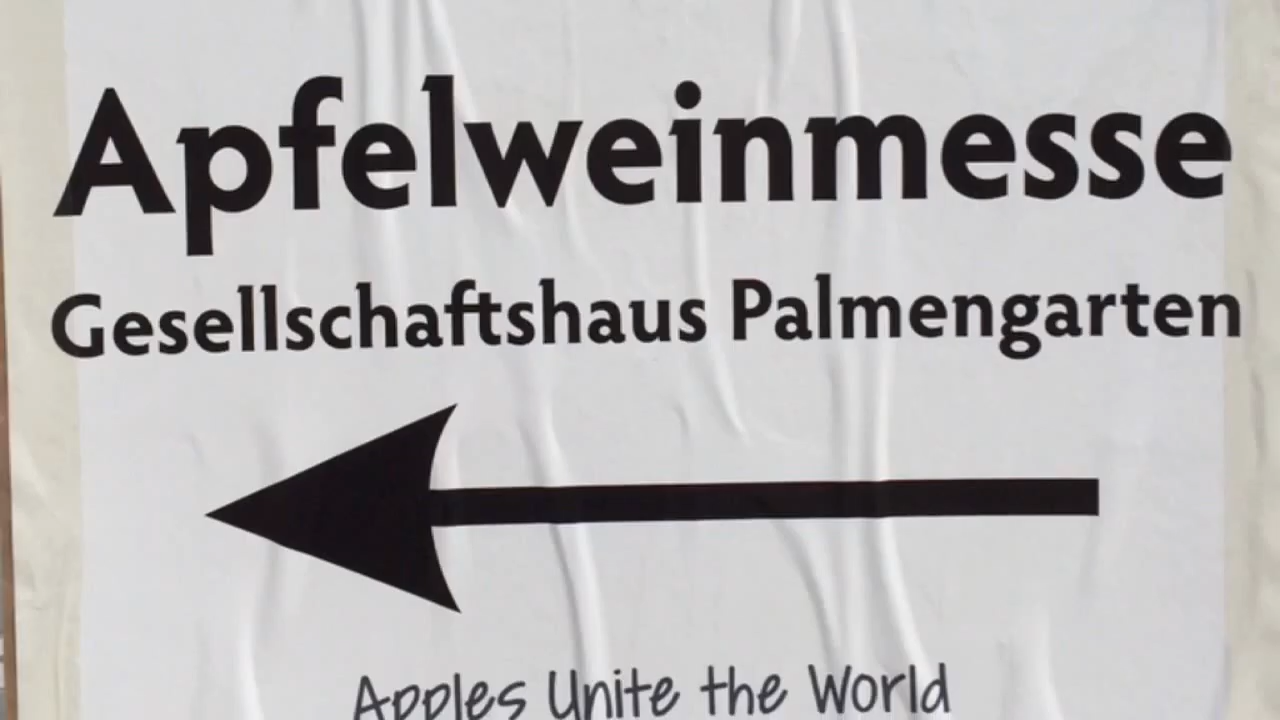 Apfelweinmesse
Gesellschaftshaus Palmengarten
Apples Unite the World